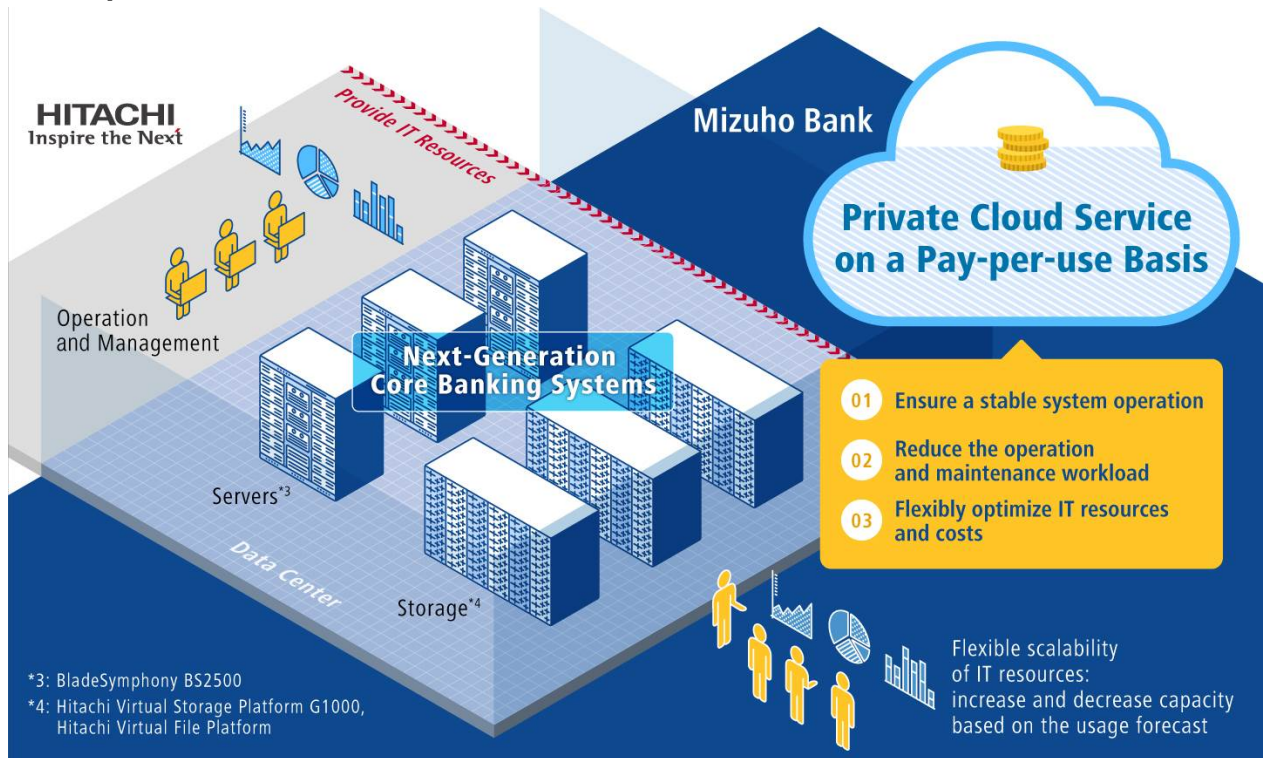 HITACHI
Inspire the Next
Provide IT Resources
Mizuho Bank
Private Cloud Service
on a Pay-per-use Basis
Operation
and Management
Next-Generation
Core Banking Systems
01 Ensure a stable system operation
02 Reduce the operation
and maintenance workload
03 Flexibly optimize IT resources
and costs
Servers*3
Data Center
Storage*4
Flexible scalability
of IT resources:
increase and decrease capacity
based on the usage forecast
*3: BladeSymphony BS2500
*4: Hitachi Virtual Storage Platform G1000,
Hitachi Virtual File Platform